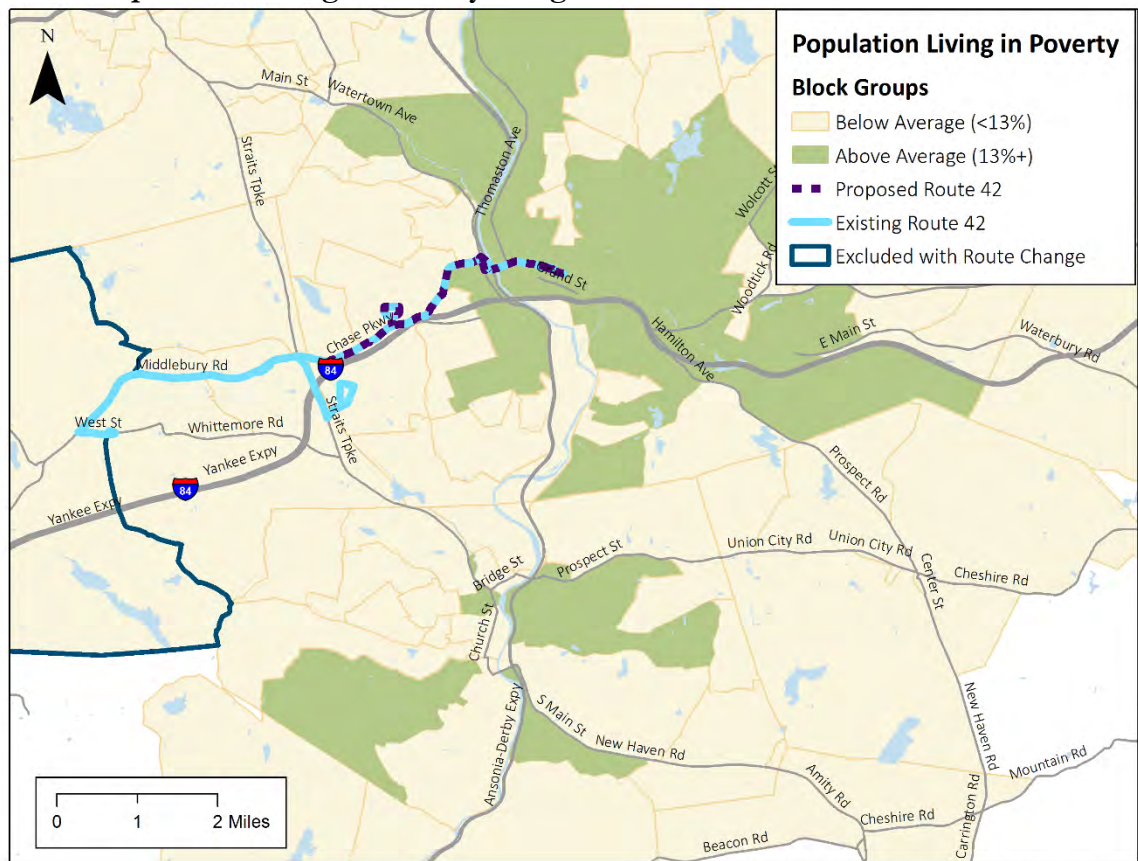 N
Population Living in Poverty
Block Groups
Below Average (<13%)
Above Average (13%+)
Proposed Route 42
Existing Route 42
Excluded with Route Change
Main St
Watertown Ave
Straits Tpke
Thomaston Ave
Wolcott St
Woodtick Rd
Grand St
Chase Pkwy
84
Middlebury Rd
Hamilton Ave
E Main St
Waterbury Rd
West St
Whittemore Rd
Straits Tpke
Yankee Expy
84
Yankee Expy
Prospect Rd
Bridge St
Prospect St
Union City Rd
Union City Rd
Center St
Cheshire Rd
Church St
Ansonia-Derby Expy
S Main St
New Haven Rd
New Haven Rd
Mountain Rd
Amity Rd
Cheshire Rd
Carrington Rd
Beacon Rd
0 1 2 Miles